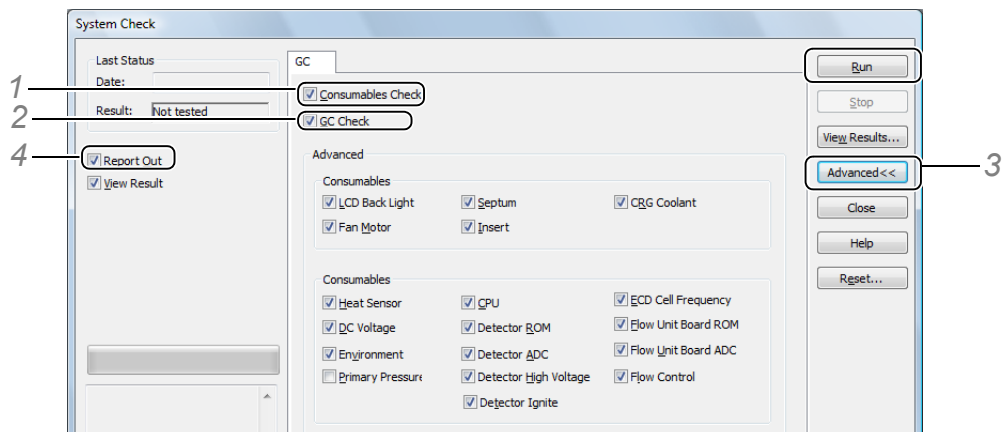 System Check
Last Status
Date:
Result: Not tested
Report Out
View Result
GC
Consumables Check
GC Check
Advanced
Consumables
LCD Back Light
Septum
CRG Coolant
Fan Motor
Insert
Consumables
Heat Sensor
CPU
ECD Cell Frequency
DC Voltage
Detector ROM
Flow Unit Board ROM
Environment
Detector ADC
Flow Unit Board ADC
Primary Pressure
Detector High Voltage
Flow Control
Detector Ignite
Run
Stop
View Results...
Advanced<<
Close
Help
Reset...
1
2
4
3